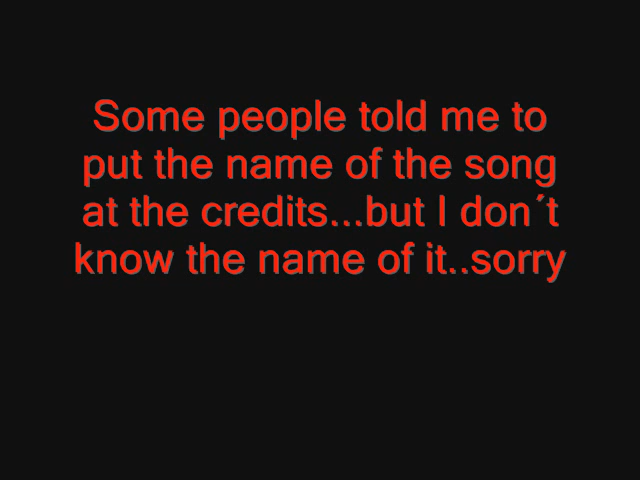 Some people told me to
put the name of the song
at the credits...but I don´t
know the name of it..sorry